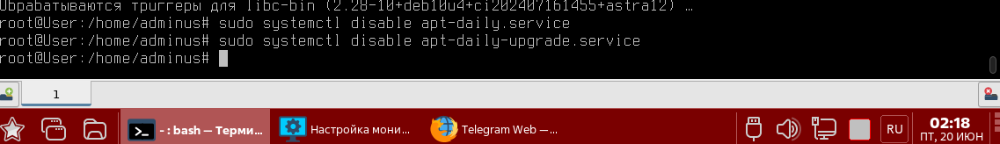 Обрабатываются триггеры для libc-bin (2.28-10+deb10u4+ci202407161455+astra12) …
root@User:/home/adminus# sudo systemctl disable apt-daily.service
root@User:/home/adminus# sudo systemctl disable apt-daily-upgrade.service
root@User:/home/adminus#
1
- : bash — Терми...
Настройка мони...
Telegram Web —...
RU
02:18
ПТ, 20 ИЮН